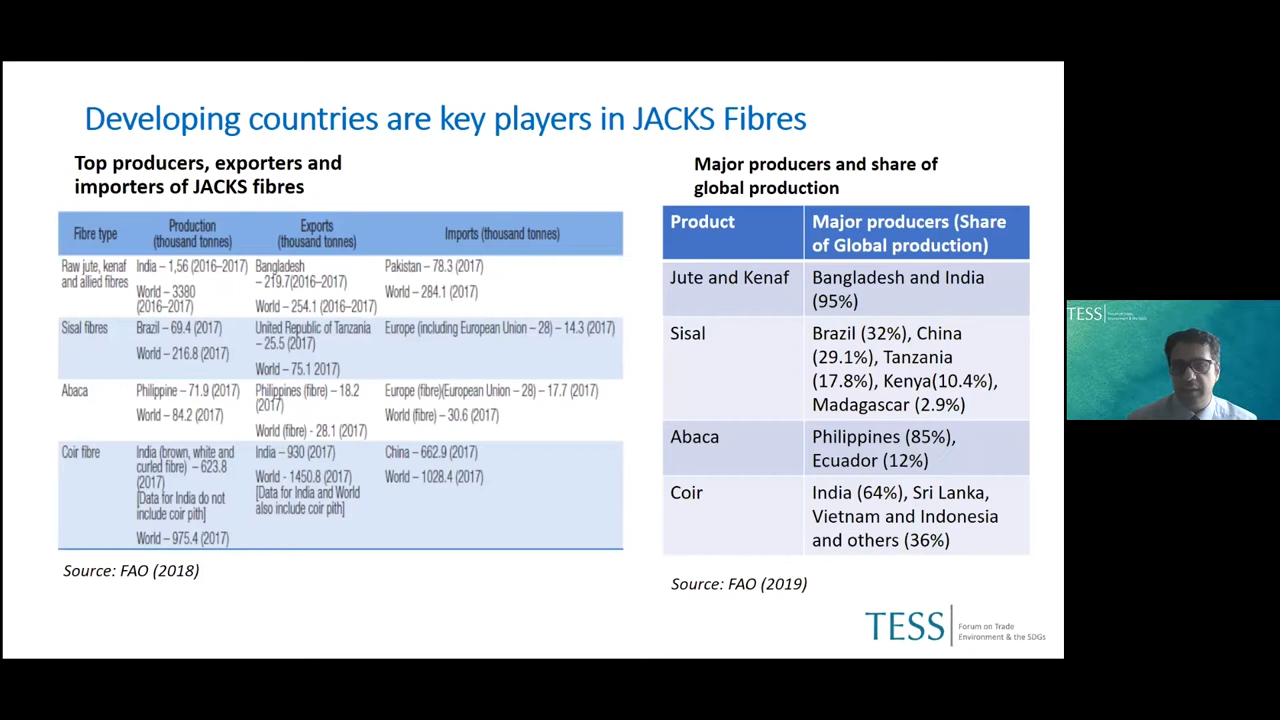 Developing countries are key players in JACKS Fibres
Top producers, exporters and
importers of JACKS fibres
Fibre type
Production
(thousand tonnes)
Exports
(thousand tonnes)
Imports (thousand tonnes)
Raw jute, kenaf
and allied fibres
India – 1,56 (2016–2017)
World – 3380
(2016–2017)
Bangladesh
– 219.7(2016–2017)
World – 254.1 (2016–2017)
Pakistan – 78.3 (2017)
World – 284.1 (2017)
Sisal fibres
Brazil – 69.4 (2017)
World – 216.8 (2017)
United Republic of Tanzania
– 25.5 (2017)
World – 75.1 2017)
Europe (including European Union – 28) – 14.3 (2017)
Abaca
Philippine – 71.9 (2017)
World – 84.2 (2017)
Philippines (fibre) – 18.2
(2017)
World (fibre) - 28.1 (2017)
Europe (fibre)(European Union – 28) – 17.7 (2017)
World (fibre) – 30.6 (2017)
Coir fibre
India (brown, white and
curled fibre) – 623.8
(2017)
[Data for India do not
include coir pith]
World – 975.4 (2017)
India – 930 (2017)
World - 1450.8 (2017)
[Data for India and World
also include coir pith]
China – 662.9 (2017)
World – 1028.4 (2017)
Source: FAO (2018)
Major producers and share of
global production
Product
Major producers (Share
of Global production)
Jute and Kenaf
Bangladesh and India
(95%)
Sisal
Brazil (32%), China
(29.1%), Tanzania
(17.8%), Kenya(10.4%),
Madagascar (2.9%)
Abaca
Philippines (85%),
Ecuador (12%)
Coir
India (64%), Sri Lanka,
Vietnam and Indonesia
and others (36%)
Source: FAO (2019)
TESS
Forum on Trade
Environment & the SDGs
TESS
Forum on Trade
Environment & the SDGs